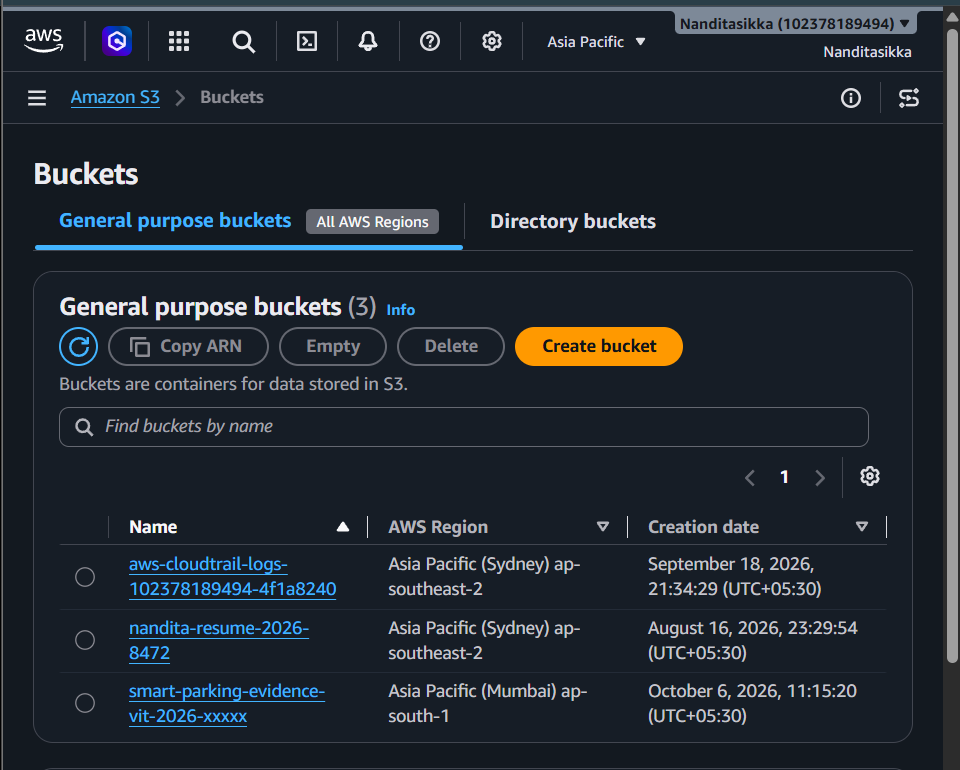 aws
Asia Pacific
Nanditasikka (102378189494)
Nanditasikka
Amazon S3 Buckets
Buckets
General purpose buckets All AWS Regions Directory buckets
General purpose buckets (3) Info
Copy ARN Empty Delete Create bucket
Buckets are containers for data stored in S3.
Find buckets by name
1
Name AWS Region Creation date
aws-cloudtrail-logs- Asia Pacific (Sydney) ap- September 18, 2026,
102378189494-4f1a8240 southeast-2 21:34:29 (UTC+05:30)
nandita-resume-2026- Asia Pacific (Sydney) ap- August 16, 2026, 23:29:54
8472 southeast-2 (UTC+05:30)
smart-parking-evidence- Asia Pacific (Mumbai) ap- October 6, 2026, 11:15:20
vit-2026-xxxxx south-1 (UTC+05:30)